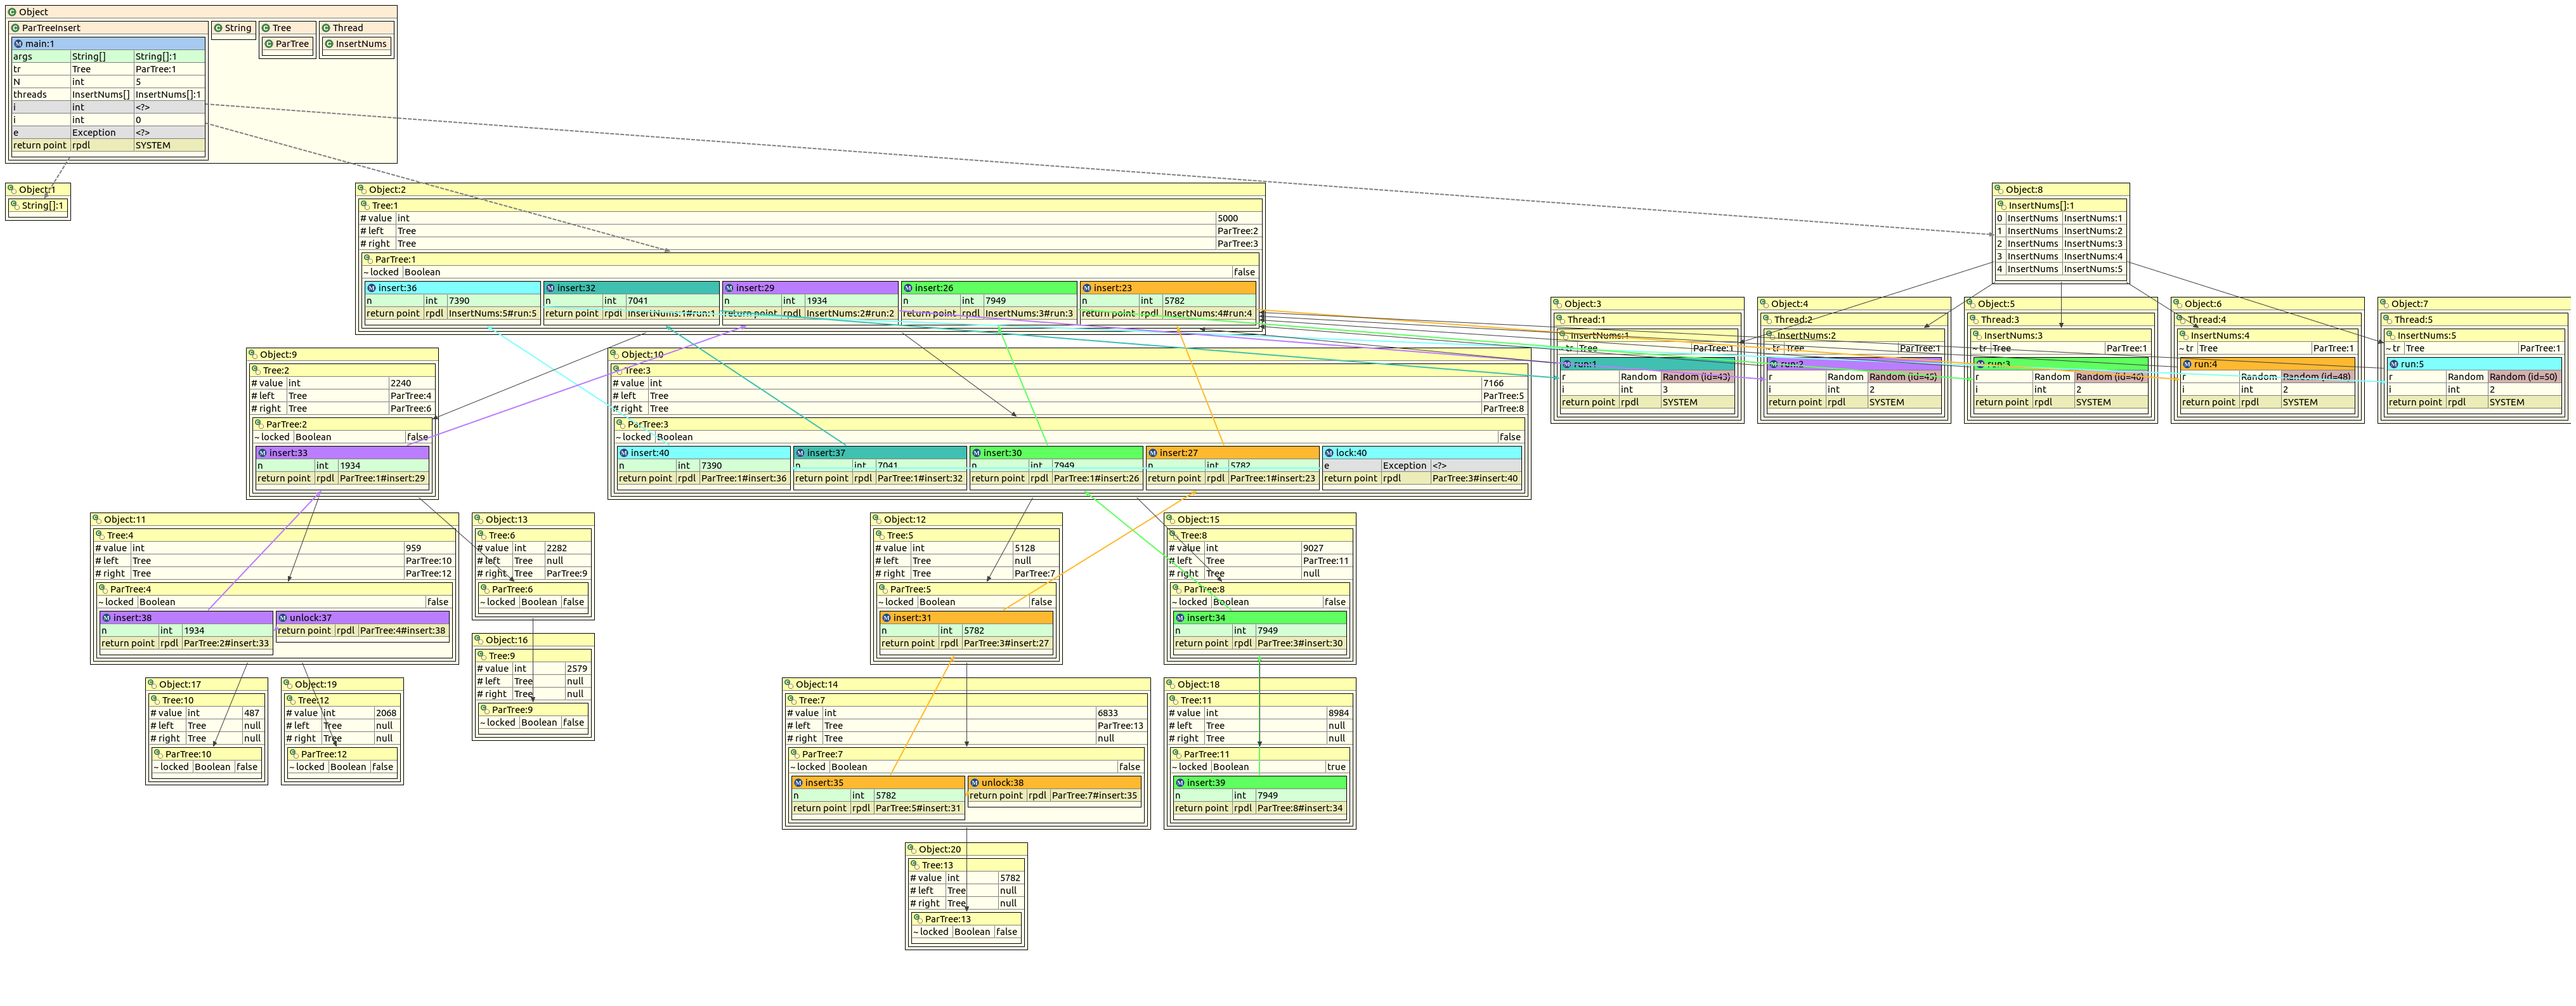 Object
ParTreeInsert
main:1
args String[] String[]:1
tr Tree ParTree:1
N int 5
threads InsertNums[] InsertNums[]:1
i int <?>
i int 0
e Exception <?>
return point rpdl SYSTEM
String
Tree
ParTree
Thread
InsertNums
Object:1
String[]:1
Object:2
Tree:1
# value int 5000
# left Tree ParTree:2
# right Tree ParTree:3
ParTree:1
~ locked Boolean false
insert:36
n int 7390
return point rpdl InsertNums:5#run:5
insert:32
n int 7041
return point rpdl InsertNums:1#run:1
insert:29
n int 1934
return point rpdl InsertNums:2#run:2
insert:26
n int 7949
return point rpdl InsertNums:3#run:3
insert:23
n int 5782
return point rpdl InsertNums:4#run:4
Object:8
InsertNums[]:1
0 InsertNums InsertNums:1
1 InsertNums InsertNums:2
2 InsertNums InsertNums:3
3 InsertNums InsertNums:4
4 InsertNums InsertNums:5
Object:3
Thread:1
InsertNums:1
~ tr Tree ParTree:1
run:1
r Random Random (id=43)
i int 3
return point rpdl SYSTEM
Object:4
Thread:2
InsertNums:2
~ tr Tree ParTree:1
run:2
r Random Random (id=45)
i int 2
return point rpdl SYSTEM
Object:5
Thread:3
InsertNums:3
~ tr Tree ParTree:1
run:3
r Random Random (id=46)
i int 2
return point rpdl SYSTEM
Object:6
Thread:4
InsertNums:4
~ tr Tree ParTree:1
run:4
r Random Random (id=48)
i int 2
return point rpdl SYSTEM
Object:7
Thread:5
InsertNums:5
~ tr Tree ParTree:1
run:5
r Random Random (id=50)
i int 2
return point rpdl SYSTEM
Object:9
Tree:2
# value int 2240
# left Tree ParTree:4
# right Tree ParTree:6
ParTree:2
~ locked Boolean false
insert:33
n int 1934
return point rpdl ParTree:1#insert:29
Object:10
Tree:3
# value int 7166
# left Tree ParTree:5
# right Tree ParTree:8
ParTree:3
~ locked Boolean false
insert:40
n int 7390
return point rpdl ParTree:1#insert:36
insert:37
n int 7041
return point rpdl ParTree:1#insert:32
insert:30
n int 7949
return point rpdl ParTree:1#insert:26
insert:27
n int 5782
return point rpdl ParTree:1#insert:23
lock:40
e Exception <?>
return point rpdl ParTree:3#insert:40
Object:11
Tree:4
# value int 959
# left Tree ParTree:10
# right Tree ParTree:12
ParTree:4
~ locked Boolean false
insert:38
n int 1934
return point rpdl ParTree:2#insert:33
unlock:37
return point rpdl ParTree:4#insert:38
Object:13
Tree:6
# value int 2282
# left Tree null
# right Tree ParTree:9
ParTree:6
~ locked Boolean false
Object:12
Tree:5
# value int 5128
# left Tree null
# right Tree ParTree:7
ParTree:5
~ locked Boolean false
insert:31
n int 5782
return point rpdl ParTree:3#insert:27
Object:15
Tree:8
# value int 9027
# left Tree ParTree:11
# right Tree null
ParTree:8
~ locked Boolean false
insert:34
n int 7949
return point rpdl ParTree:3#insert:30
Object:16
Tree:9
# value int 2579
# left Tree null
# right Tree null
ParTree:9
~ locked Boolean false
Object:17
Tree:10
# value int 487
# left Tree null
# right Tree null
ParTree:10
~ locked Boolean false
Object:19
Tree:12
# value int 2068
# left Tree null
# right Tree null
ParTree:12
~ locked Boolean false
Object:14
Tree:7
# value int 6833
# left Tree ParTree:13
# right Tree null
ParTree:7
~ locked Boolean false
insert:35
n int 5782
return point rpdl ParTree:5#insert:31
unlock:38
return point rpdl ParTree:7#insert:35
Object:18
Tree:11
# value int 8984
# left Tree null
# right Tree null
ParTree:11
~ locked Boolean true
insert:39
n int 7949
return point rpdl ParTree:8#insert:34
Object:20
Tree:13
# value int 5782
# left Tree null
# right Tree null
ParTree:13
~ locked Boolean false